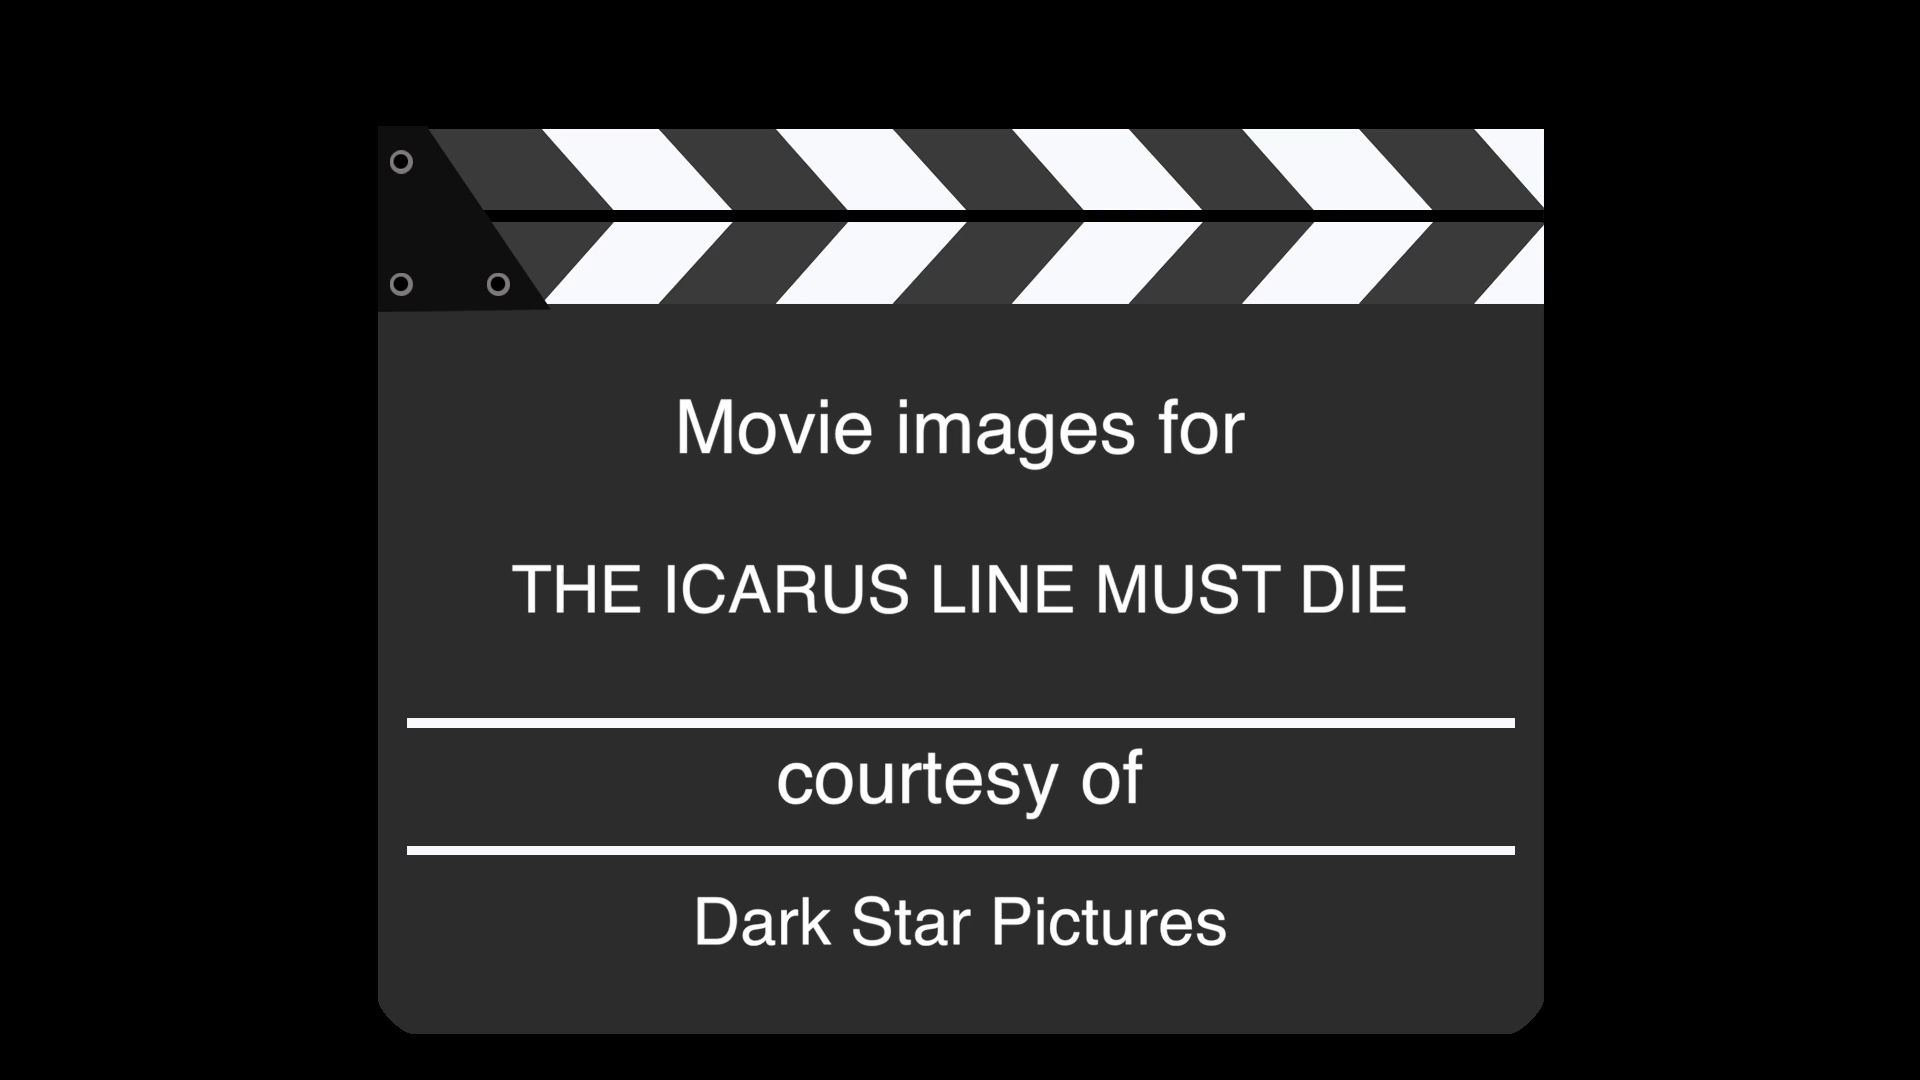 Movie images for
THE ICARUS LINE MUST DIE
courtesy of
Dark Star Pictures